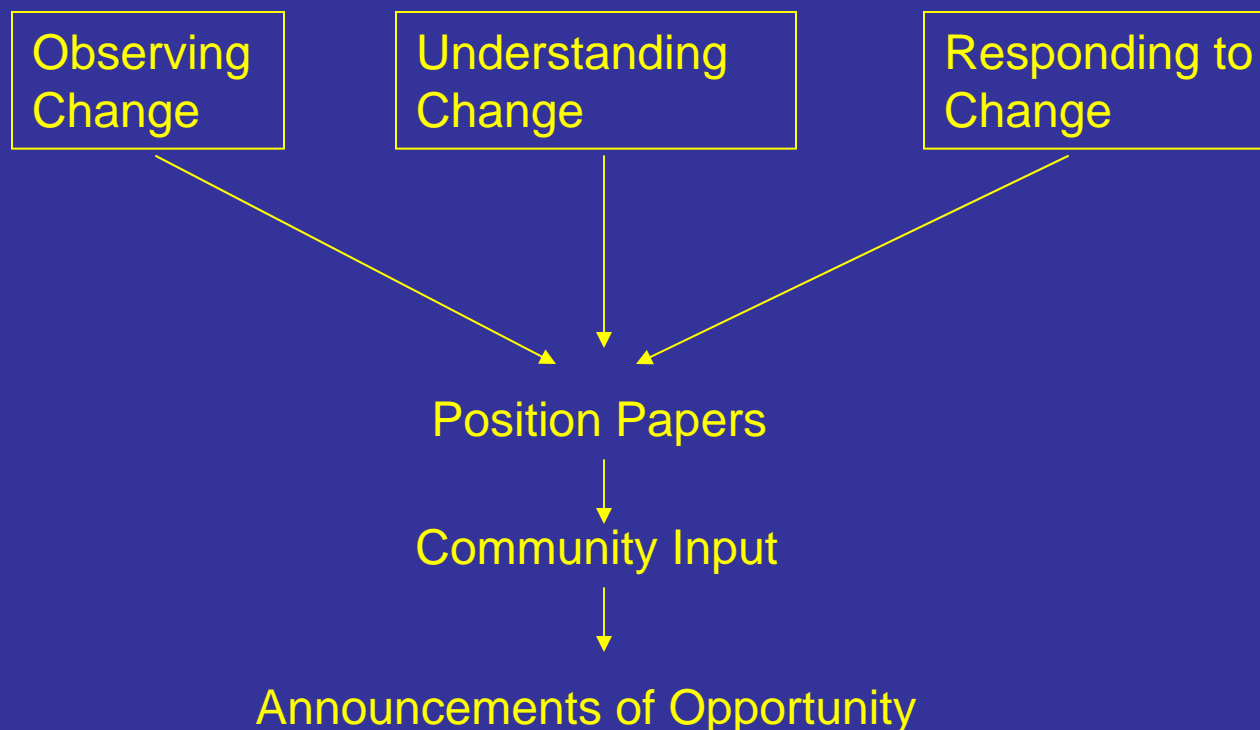 Observing
Change
Understanding
Change
Responding to
Change
Position Papers
Community Input
Announcements of Opportunity